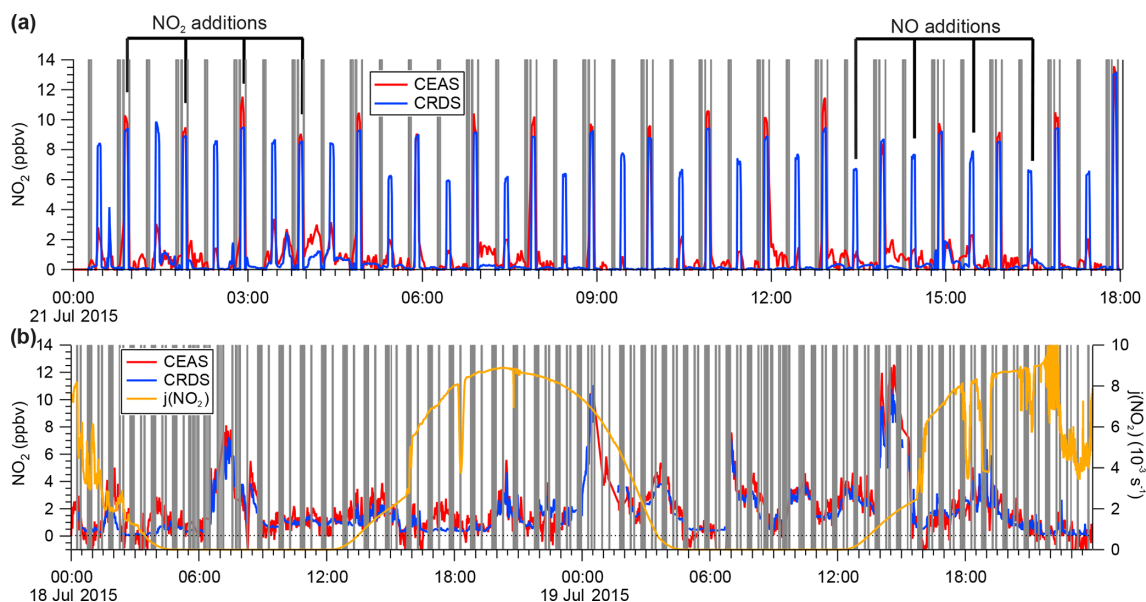 (a)
NO₂ additions
NO additions
14
12
10
8
6
4
2
0
NO₂ (ppbv)
CEAS
CRDS
00:00
03:00
06:00
09:00
12:00
15:00
18:00
21 Jul 2015
(b)
14
12
10
8
6
4
2
0
NO₂ (ppbv)
CEAS
CRDS
j(NO₂)
10
8
6
4
2
0
j(NO₂) (10⁻³ s⁻¹)
00:00
06:00
12:00
18:00
00:00
06:00
12:00
18:00
18 Jul 2015
19 Jul 2015